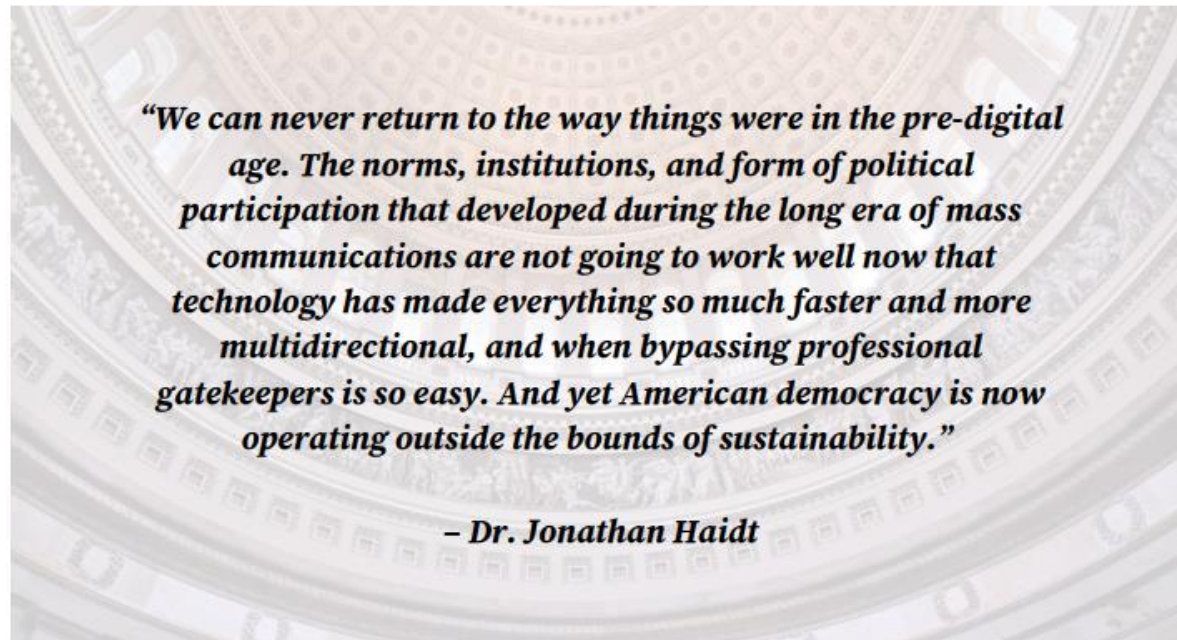 “We can never return to the way things were in the pre-digital
age. The norms, institutions, and form of political
participation that developed during the long era of mass
communications are not going to work well now that
technology has made everything so much faster and more
multidirectional, and when bypassing professional
gatekeepers is so easy. And yet American democracy is now
operating outside the bounds of sustainability.”
– Dr. Jonathan Haidt